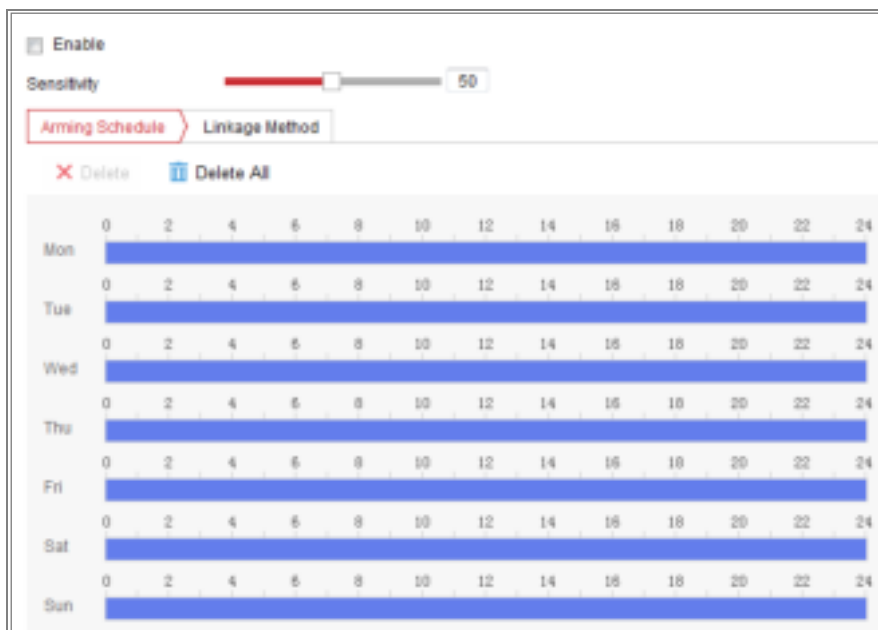 Enable
Sensitivity 50
Arming Schedule Linkage Method
Delete Delete All
0 2 4 6 8 10 12 14 16 18 20 22 24
Mon
0 2 4 6 8 10 12 14 16 18 20 22 24
Tue
0 2 4 6 8 10 12 14 16 18 20 22 24
Wed
0 2 4 6 8 10 12 14 16 18 20 22 24
Thu
0 2 4 6 8 10 12 14 16 18 20 22 24
Fri
0 2 4 6 8 10 12 14 16 18 20 22 24
Sat
0 2 4 6 8 10 12 14 16 18 20 22 24
Sun